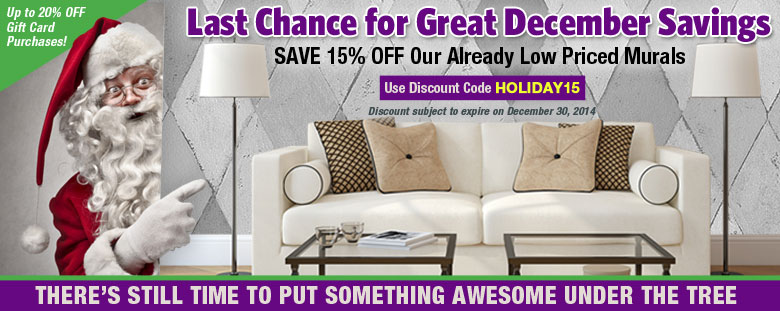 Up to 20% OFF
Gift Card
Purchases!
Last Chance for Great December Savings
SAVE 15% OFF Our Already Low Priced Murals
Use Discount Code HOLIDAY15
Discount subject to expire on December 30, 2014
THERE'S STILL TIME TO PUT SOMETHING AWESOME UNDER THE TREE